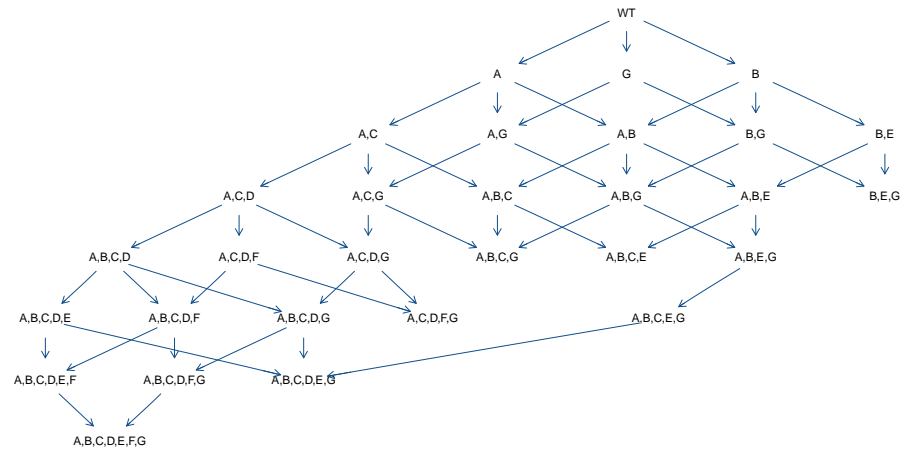 WT
A G B
A,C A,G A,B B,G B,E
A,C,D A,C,G A,B,C A,B,G A,B,E B,E,G
A,B,C,D A,C,D,F A,C,D,G A,B,C,G A,B,C,E A,B,E,G
A,B,C,D,E A,B,C,D,F A,B,C,D,G A,C,D,F,G A,B,C,E,G
A,B,C,D,E,F A,B,C,D,F,G A,B,C,D,E,G
A,B,C,D,E,F,G